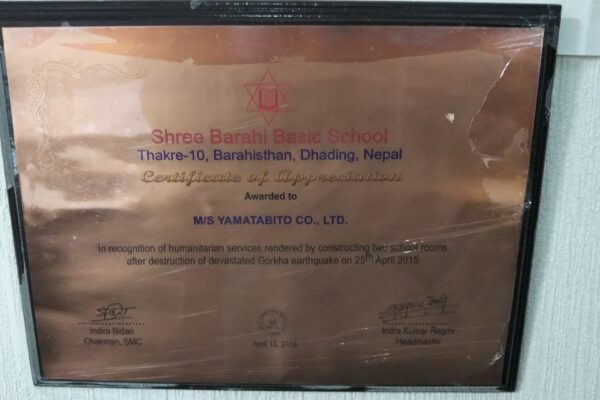 Shree Barahi Basic School
Thakre-10, Barahisthan, Dhading, Nepal
Certificate of Appreciation
Awarded to
M/S YAMATABITO CO., LTD.
In recognition of humanitarian services rendered by constructing two school rooms
after destruction of devastated Gorkha earthquake on 25th April 2015
Indira Bidari
Chairman, SMC
April 13, 2019
Indra Kumar Regmi
Headmaster